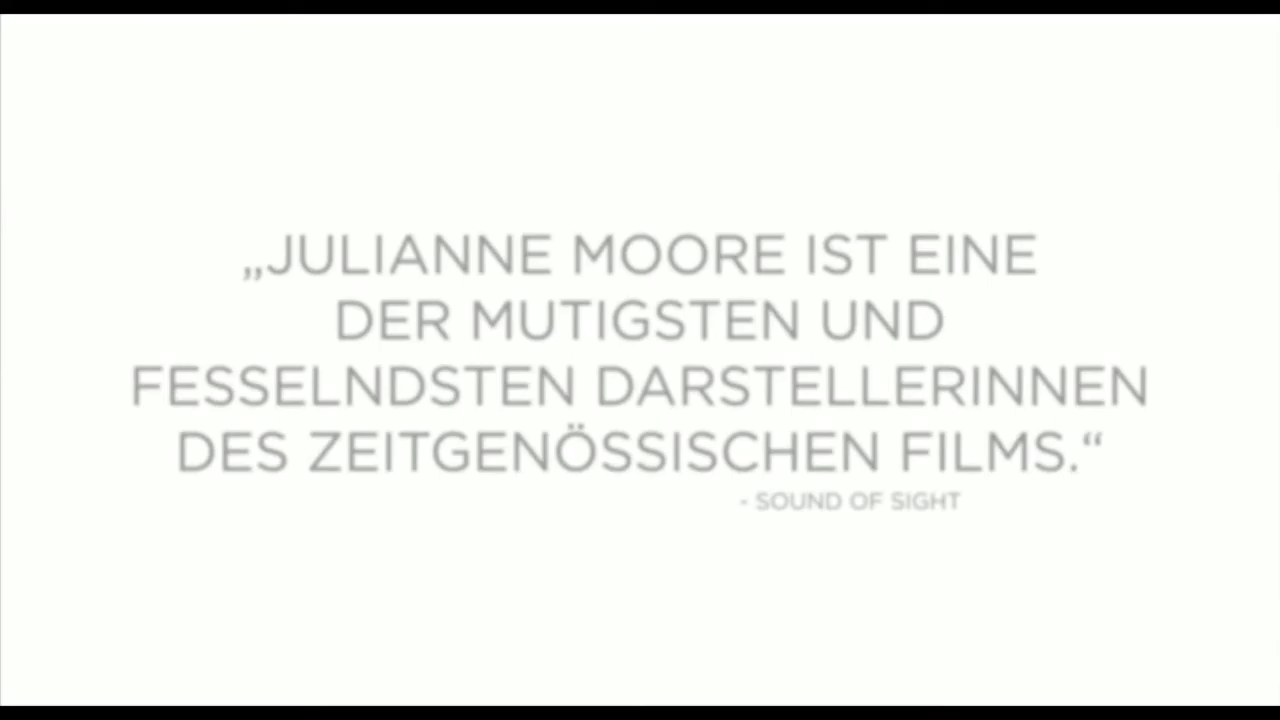 „JULIANNE MOORE IST EINE
DER MUTIGSTEN UND
FESSELNDSTEN DARSTELLERINNEN
DES ZEITGENÖSSISCHEN FILMS.“
- SOUND OF SIGHT